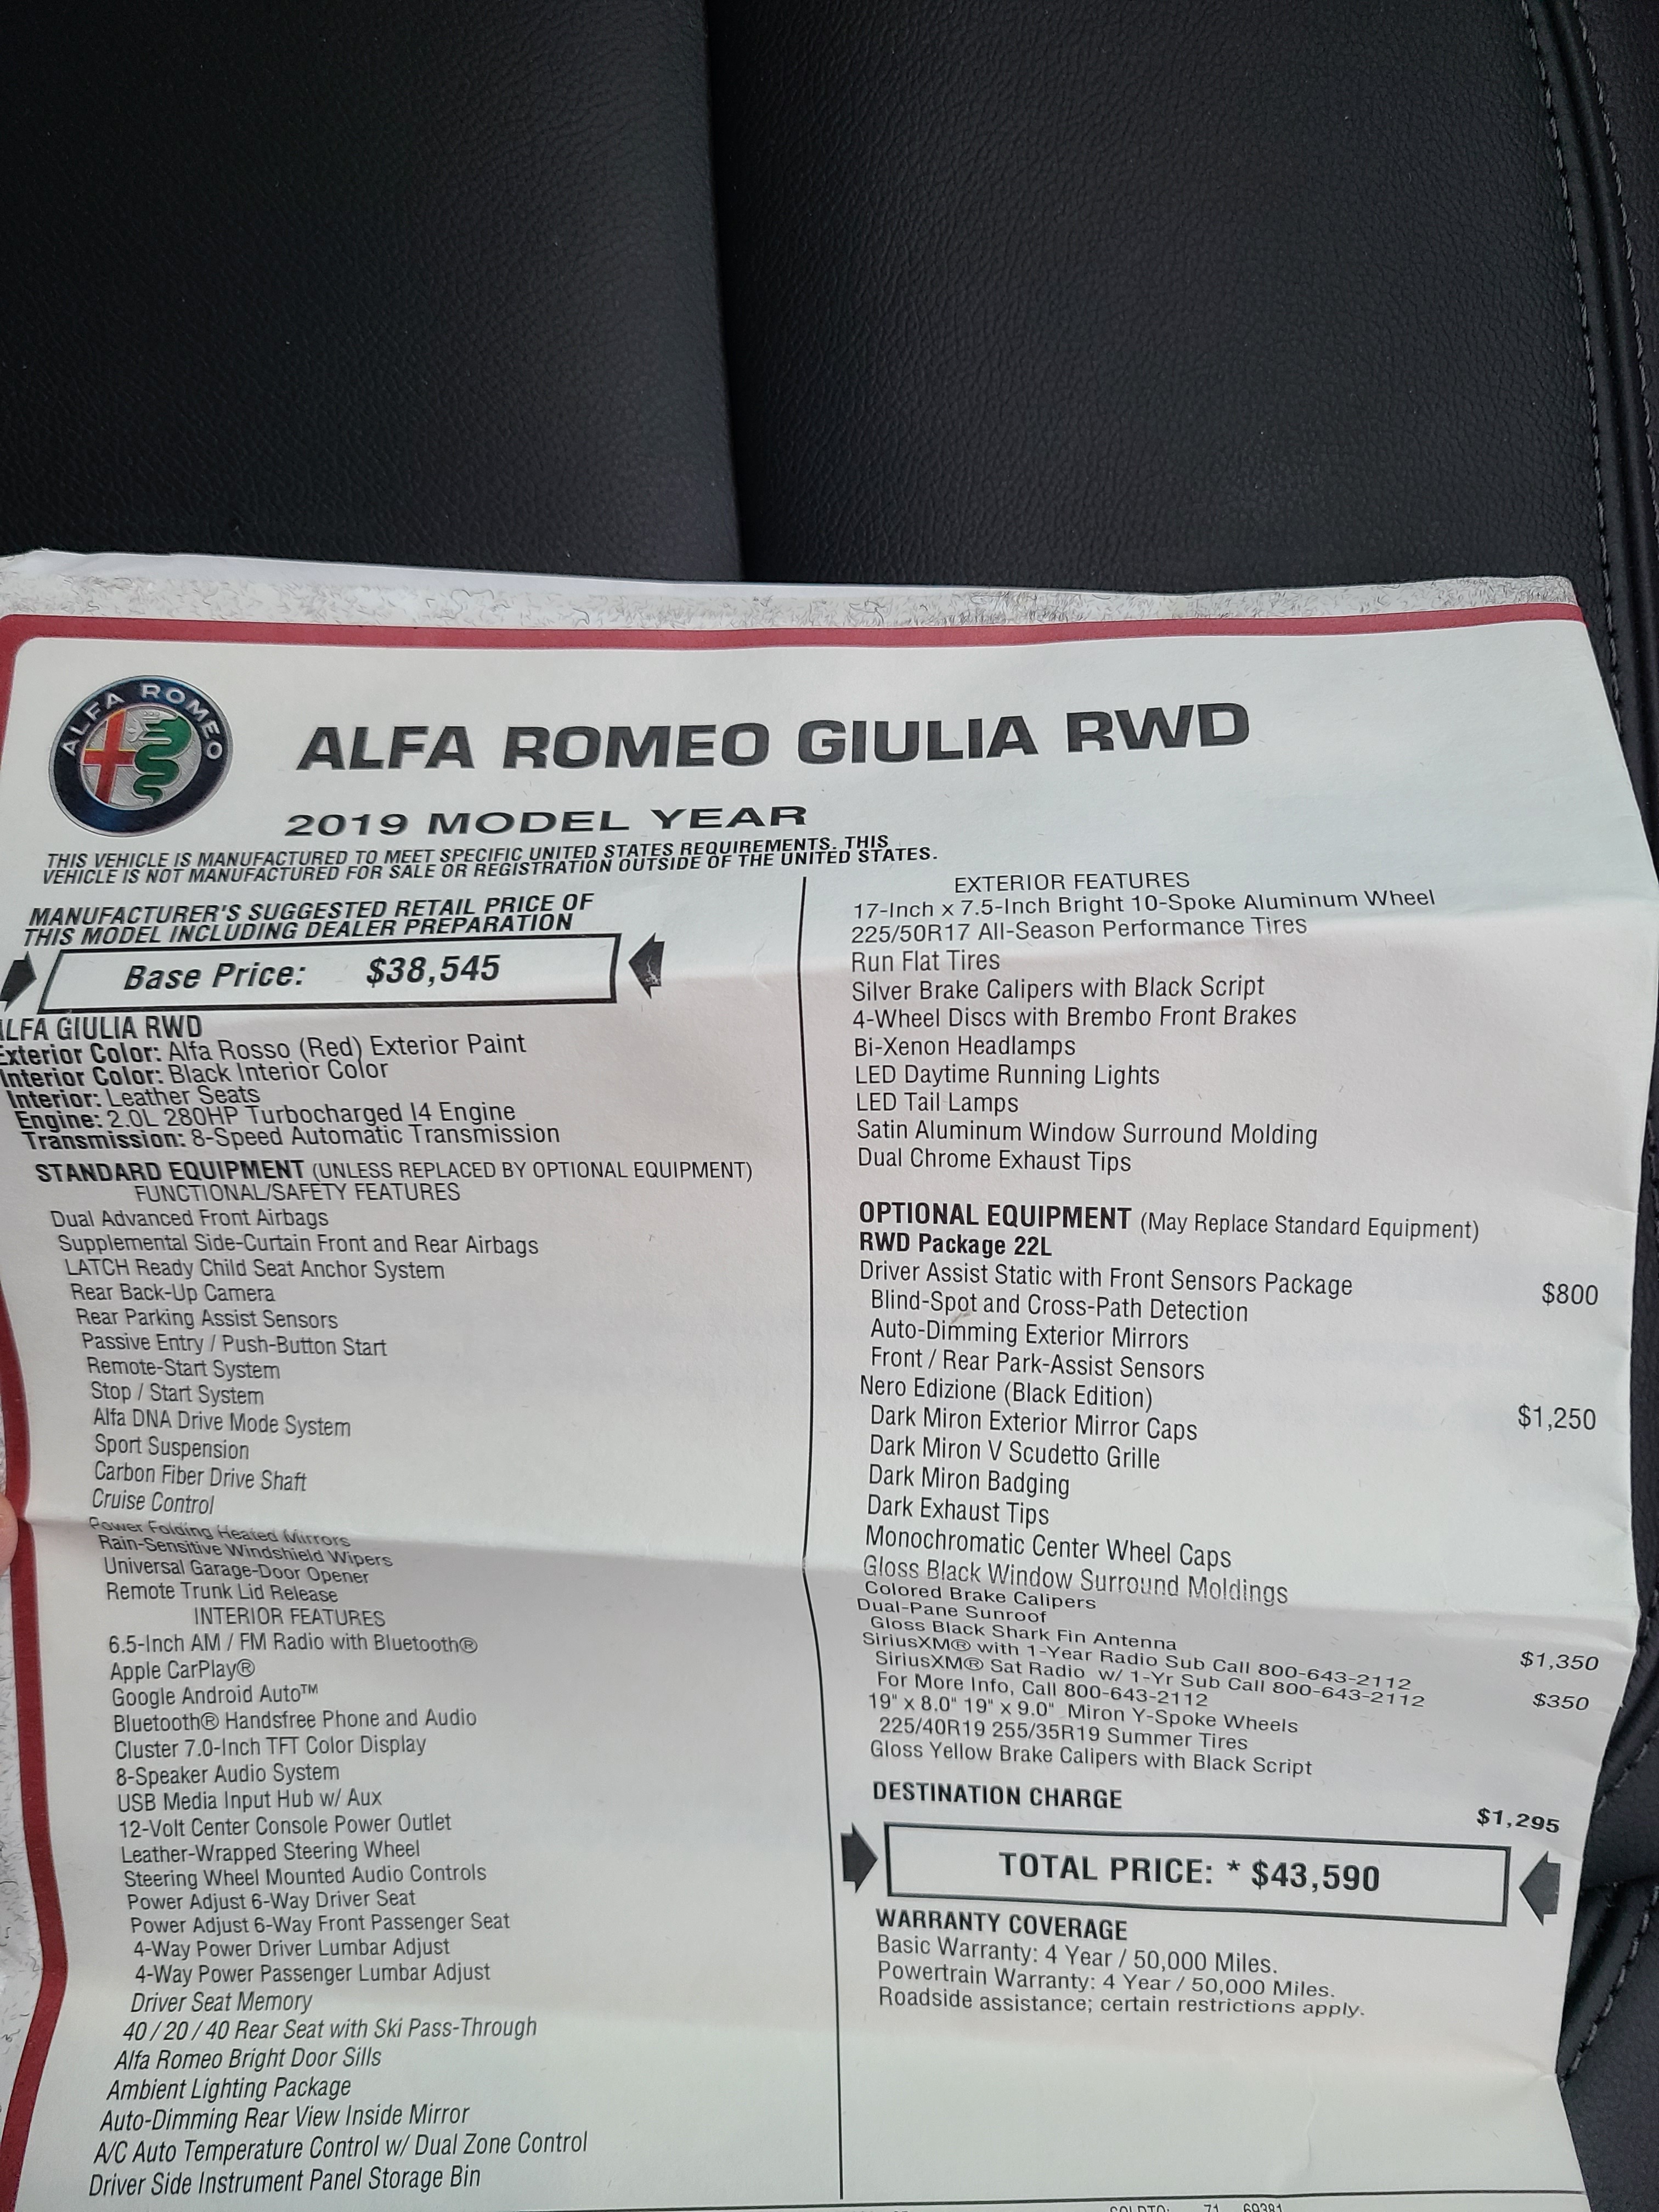 ALFA ROMEO
ALFA ROMEO GIULIA RWD
2019 MODEL YEAR
THIS VEHICLE IS MANUFACTURED TO MEET SPECIFIC UNITED STATES REQUIREMENTS. THIS
VEHICLE IS NOT MANUFACTURED FOR SALE OR REGISTRATION OUTSIDE OF THE UNITED STATES.
MANUFACTURER'S SUGGESTED RETAIL PRICE OF
THIS MODEL INCLUDING DEALER PREPARATION
Base Price: $38,545
ALFA GIULIA RWD
Exterior Color: Alfa Rosso (Red) Exterior Paint
Interior Color: Black Interior Color
Interior: Leather Seats
Engine: 2.0L 280HP Turbocharged I4 Engine
Transmission: 8-Speed Automatic Transmission
STANDARD EQUIPMENT (UNLESS REPLACED BY OPTIONAL EQUIPMENT)
FUNCTIONAL/SAFETY FEATURES
Dual Advanced Front Airbags
Supplemental Side-Curtain Front and Rear Airbags
LATCH Ready Child Seat Anchor System
Rear Back-Up Camera
Rear Parking Assist Sensors
Passive Entry / Push-Button Start
Remote-Start System
Stop / Start System
Alfa DNA Drive Mode System
Sport Suspension
Carbon Fiber Drive Shaft
Cruise Control
Power Folding Heated Mirrors
Rain-Sensitive Windshield Wipers
Universal Garage-Door Opener
Remote Trunk Lid Release
INTERIOR FEATURES
6.5-Inch AM / FM Radio with Bluetooth®
Apple CarPlay®
Google Android Auto™
Bluetooth® Handsfree Phone and Audio
Cluster 7.0-Inch TFT Color Display
8-Speaker Audio System
USB Media Input Hub w/ Aux
12-Volt Center Console Power Outlet
Leather-Wrapped Steering Wheel
Steering Wheel Mounted Audio Controls
Power Adjust 6-Way Driver Seat
Power Adjust 6-Way Front Passenger Seat
4-Way Power Driver Lumbar Adjust
4-Way Power Passenger Lumbar Adjust
Driver Seat Memory
40 / 20 / 40 Rear Seat with Ski Pass-Through
Alfa Romeo Bright Door Sills
Ambient Lighting Package
Auto-Dimming Rear View Inside Mirror
A/C Auto Temperature Control w/ Dual Zone Control
Driver Side Instrument Panel Storage Bin
EXTERIOR FEATURES
17-Inch x 7.5-Inch Bright 10-Spoke Aluminum Wheel
225/50R17 All-Season Performance Tires
Run Flat Tires
Silver Brake Calipers with Black Script
4-Wheel Discs with Brembo Front Brakes
Bi-Xenon Headlamps
LED Daytime Running Lights
LED Tail Lamps
Satin Aluminum Window Surround Molding
Dual Chrome Exhaust Tips
OPTIONAL EQUIPMENT (May Replace Standard Equipment)
RWD Package 22L
Driver Assist Static with Front Sensors Package $800
Blind-Spot and Cross-Path Detection
Auto-Dimming Exterior Mirrors
Front / Rear Park-Assist Sensors
Nero Edizione (Black Edition) $1,250
Dark Miron Exterior Mirror Caps
Dark Miron V Scudetto Grille
Dark Miron Badging
Dark Exhaust Tips
Monochromatic Center Wheel Caps
Gloss Black Window Surround Moldings
Colored Brake Calipers
Dual-Pane Sunroof $1,350
Gloss Black Shark Fin Antenna
SiriusXM® with 1-Year Radio Sub Call 800-643-2112 $350
SiriusXM® Sat Radio w/ 1-Yr Sub Call 800-643-2112
For More Info, Call 800-643-2112
19" x 8.0" 19" x 9.0" Miron Y-Spoke Wheels
225/40R19 255/35R19 Summer Tires
Gloss Yellow Brake Calipers with Black Script
DESTINATION CHARGE $1,295
TOTAL PRICE: * $43,590
WARRANTY COVERAGE
Basic Warranty: 4 Year / 50,000 Miles.
Powertrain Warranty: 4 Year / 50,000 Miles.
Roadside assistance; certain restrictions apply.